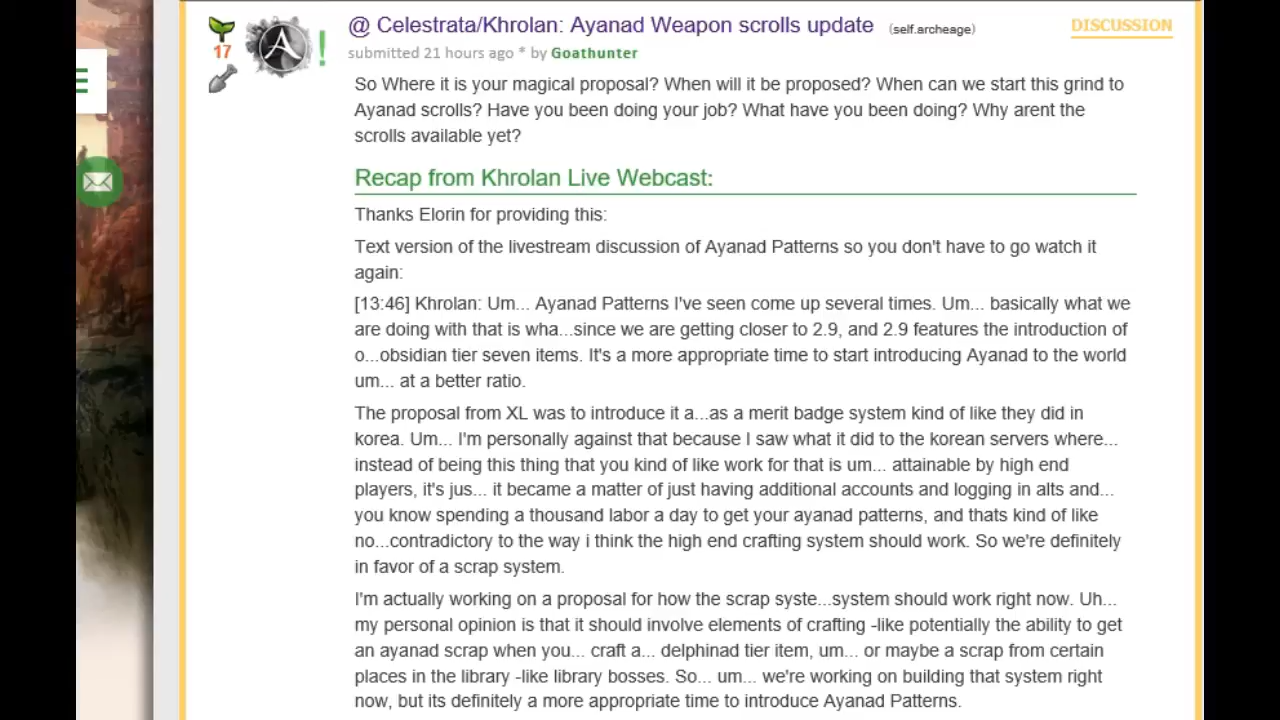 @ Celestrata/Khrolan: Ayanad Weapon scrolls update (self.archeage)
DISCUSSION
17
submitted 21 hours ago * by Goathunter
So Where it is your magical proposal? When will it be proposed? When can we start this grind to
Ayanad scrolls? Have you been doing your job? What have you been doing? Why arent the
scrolls available yet?
Recap from Khrolan Live Webcast:
Thanks Elorin for providing this:
Text version of the livestream discussion of Ayanad Patterns so you don't have to go watch it
again:
[13:46] Khrolan: Um... Ayanad Patterns I've seen come up several times. Um... basically what we
are doing with that is wha...since we are getting closer to 2.9, and 2.9 features the introduction of
o...obsidian tier seven items. It's a more appropriate time to start introducing Ayanad to the world
um... at a better ratio.
The proposal from XL was to introduce it a...as a merit badge system kind of like they did in
korea. Um... I'm personally against that because I saw what it did to the korean servers where...
instead of being this thing that you kind of like work for that is um... attainable by high end
players, it's jus... it became a matter of just having additional accounts and logging in alts and...
you know spending a thousand labor a day to get your ayanad patterns, and thats kind of like
no...contradictory to the way i think the high end crafting system should work. So we're definitely
in favor of a scrap system.
I'm actually working on a proposal for how the scrap syste...system should work right now. Uh...
my personal opinion is that it should involve elements of crafting -like potentially the ability to get
an ayanad scrap when you... craft a... delphinad tier item, um... or maybe a scrap from certain
places in the library -like library bosses. So... um... we're working on building that system right
now, but its definitely a more appropriate time to introduce Ayanad Patterns.